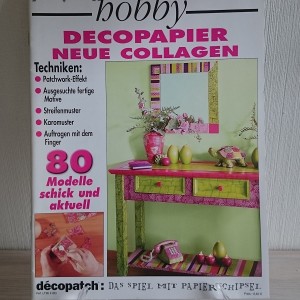 hobby
DECOPAPIER
NEUE COLLAGEN
Techniken:
● Patchwork-Effekt
● Ausgesuchte fertige
Motive
● Streifenmuster
● Karomuster
● Auftragen mit dem
Finger
80
Modelle
schick und
aktuell
décopatch: DAS SPIEL MIT PAPIERSCHNIPSEL